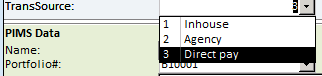 TransSource: 3
1 Inhouse
2 Agency
3 Direct pay
PIMS Data
Name:
Portfolio#: B10001